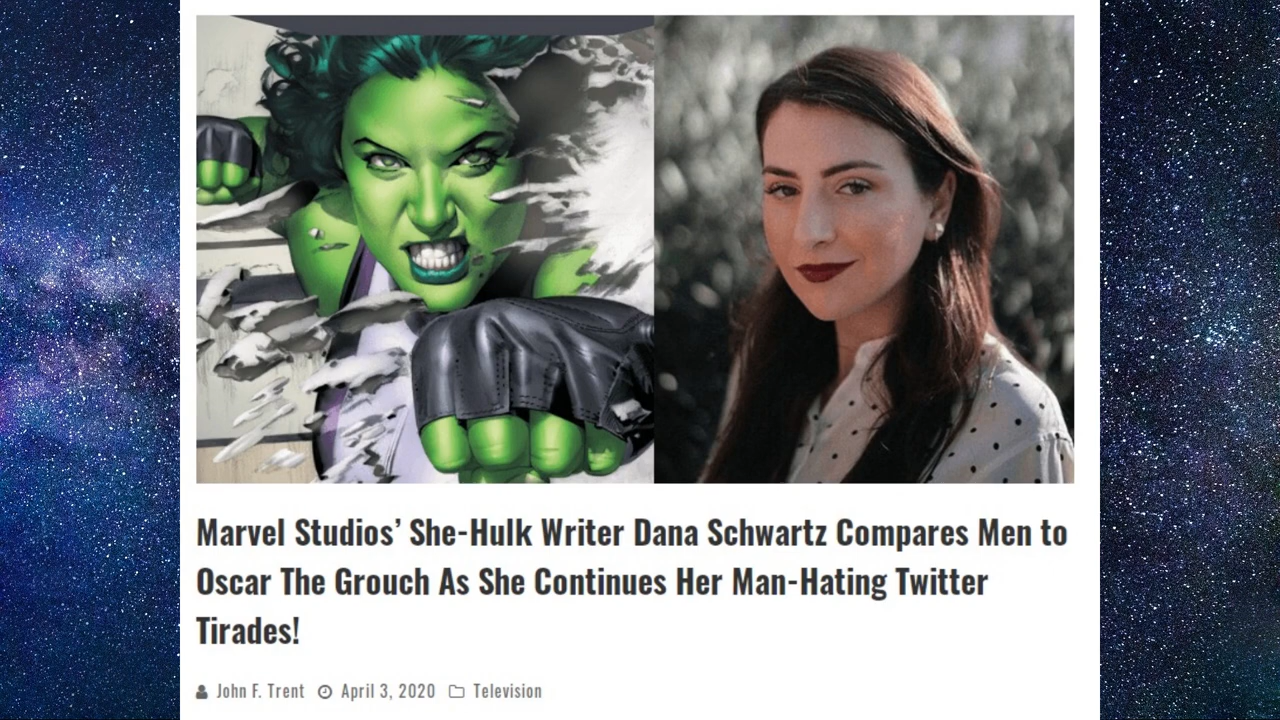 Marvel Studios’ She-Hulk Writer Dana Schwartz Compares Men to
Oscar The Grouch As She Continues Her Man-Hating Twitter
Tirades!
John F. Trent April 3, 2020 Television